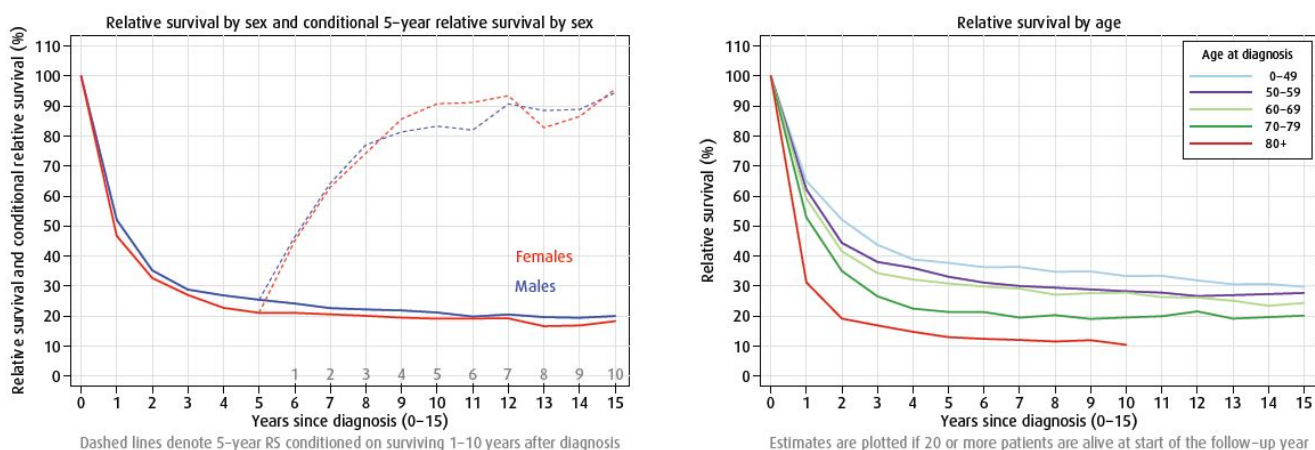 Relative survival by sex and conditional 5-year relative survival by sex
Relative survival and conditional relative survival (%)
110
100
90
80
70
60
50
40
30
20
10
0
Females
Males
1 2 3 4 5 6 7 8 9 10
0 1 2 3 4 5 6 7 8 9 10 11 12 13 14 15
Years since diagnosis (0-15)
Dashed lines denote 5-year RS conditioned on surviving 1-10 years after diagnosis
Relative survival by age
Relative survival (%)
110
100
90
80
70
60
50
40
30
20
10
0
Age at diagnosis
0-49
50-59
60-69
70-79
80+
0 1 2 3 4 5 6 7 8 9 10 11 12 13 14 15
Years since diagnosis (0-15)
Estimates are plotted if 20 or more patients are alive at start of the follow-up year